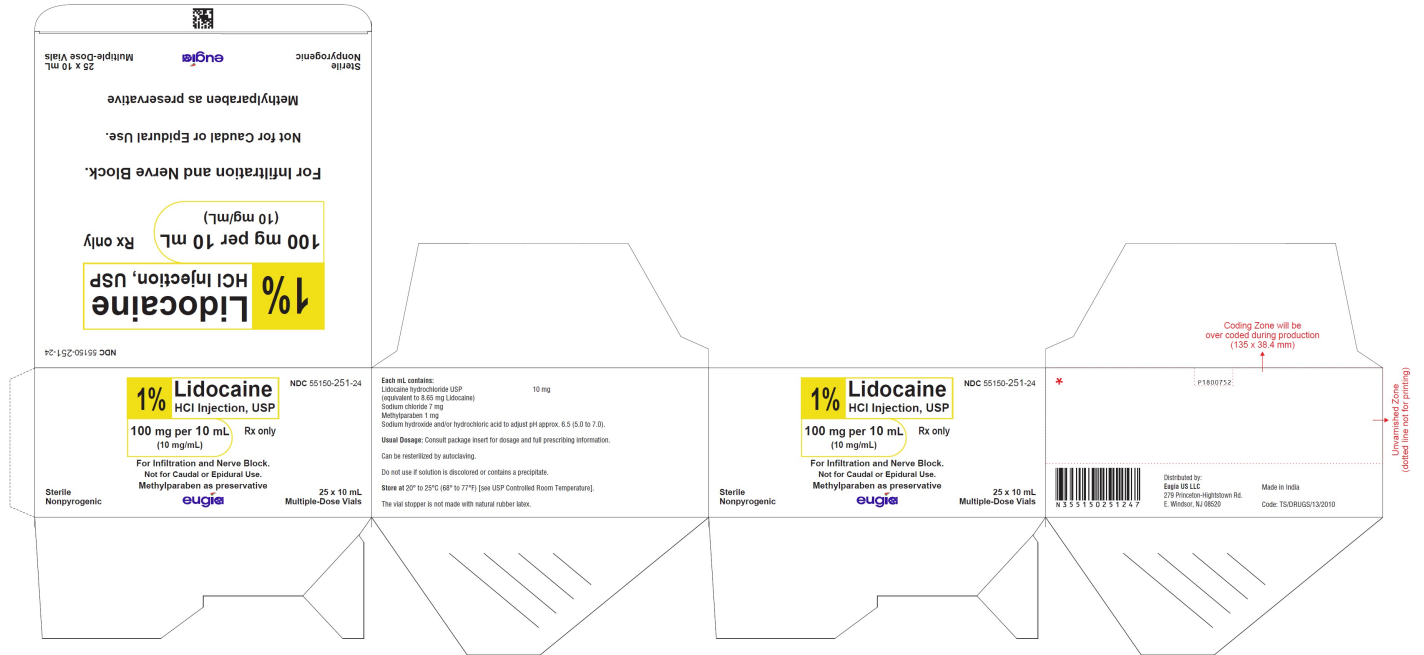 Sterile
Nonpyrogenic
eugia
25 x 10 mL
Multiple-Dose Vials
Methylparaben as preservative
Not for Caudal or Epidural Use.
For Infiltration and Nerve Block.
100 mg per 10 mL
(10 mg/mL)
Rx only
1%
Lidocaine
HCl Injection, USP
NDC 55150-251-24
1%
Lidocaine
HCl Injection, USP
NDC 55150-251-24
100 mg per 10 mL
(10 mg/mL)
Rx only
For Infiltration and Nerve Block.
Not for Caudal or Epidural Use.
Methylparaben as preservative
Sterile
Nonpyrogenic
eugia
25 x 10 mL
Multiple-Dose Vials
Each mL contains:
Lidocaine hydrochloride USP 10 mg
(equivalent to 8.65 mg Lidocaine)
Sodium chloride 7 mg
Methylparaben 1 mg
Sodium hydroxide and/or hydrochloric acid to adjust pH approx. 6.5 (5.0 to 7.0).
Usual Dosage: Consult package insert for dosage and full prescribing information.
Can be resterilized by autoclaving.
Do not use if solution is discolored or contains a precipitate.
Store at 20° to 25°C (68° to 77°F) [see USP Controlled Room Temperature].
The vial stopper is not made with natural rubber latex.
1%
Lidocaine
HCl Injection, USP
NDC 55150-251-24
100 mg per 10 mL
(10 mg/mL)
Rx only
For Infiltration and Nerve Block.
Not for Caudal or Epidural Use.
Methylparaben as preservative
Sterile
Nonpyrogenic
eugia
25 x 10 mL
Multiple-Dose Vials
Coding Zone will be
over coded during production
(135 x 38.4 mm)
*
P1800752
Unvarnished Zone
(dotted line not for printing)
N 3 5 5 1 5 0 2 5 1 2 4 7
Distributed by:
Eugia US LLC
279 Princeton-Hightstown Rd.
E. Windsor, NJ 08520
Made in India
Code: TS/DRUGS/13/2010